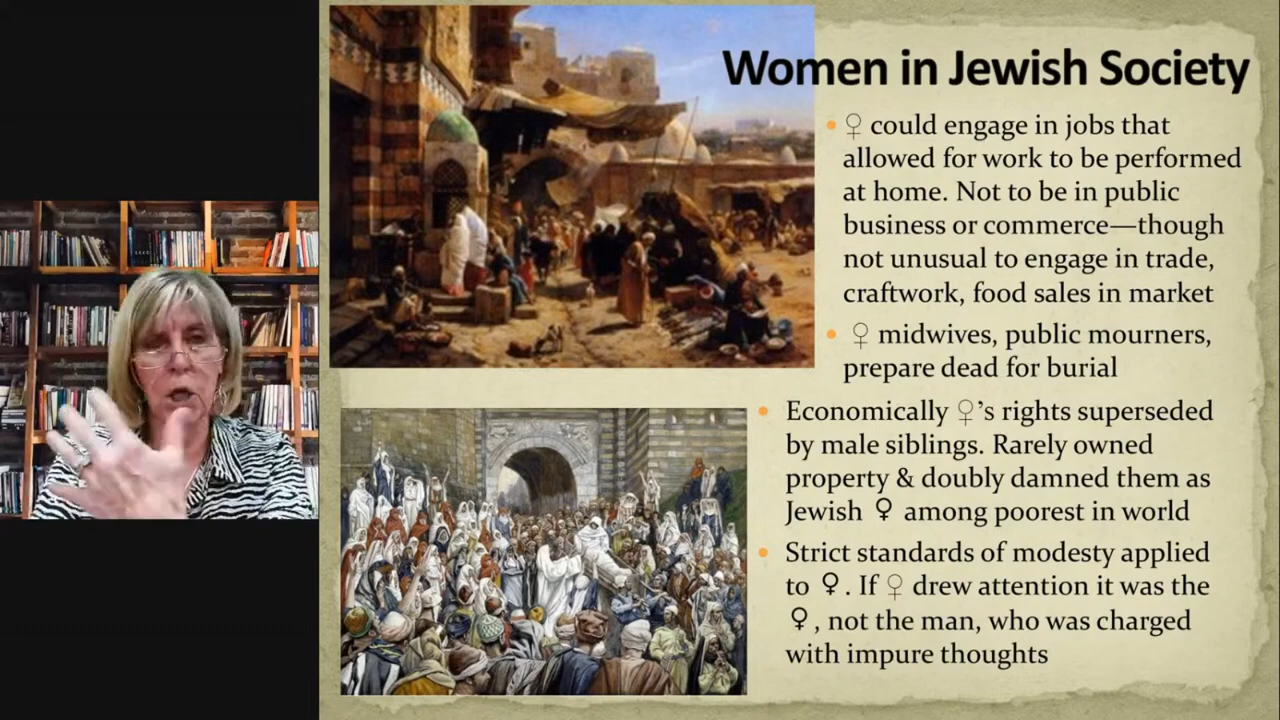 Women in Jewish Society
• ♀ could engage in jobs that
allowed for work to be performed
at home. Not to be in public
business or commerce—though
not unusual to engage in trade,
craftwork, food sales in market
• ♀ midwives, public mourners,
prepare dead for burial
• Economically ♀'s rights superseded
by male siblings. Rarely owned
property & doubly damned them as
Jewish ♀ among poorest in world
• Strict standards of modesty applied
to ♀. If ♀ drew attention it was the
♀, not the man, who was charged
with impure thoughts